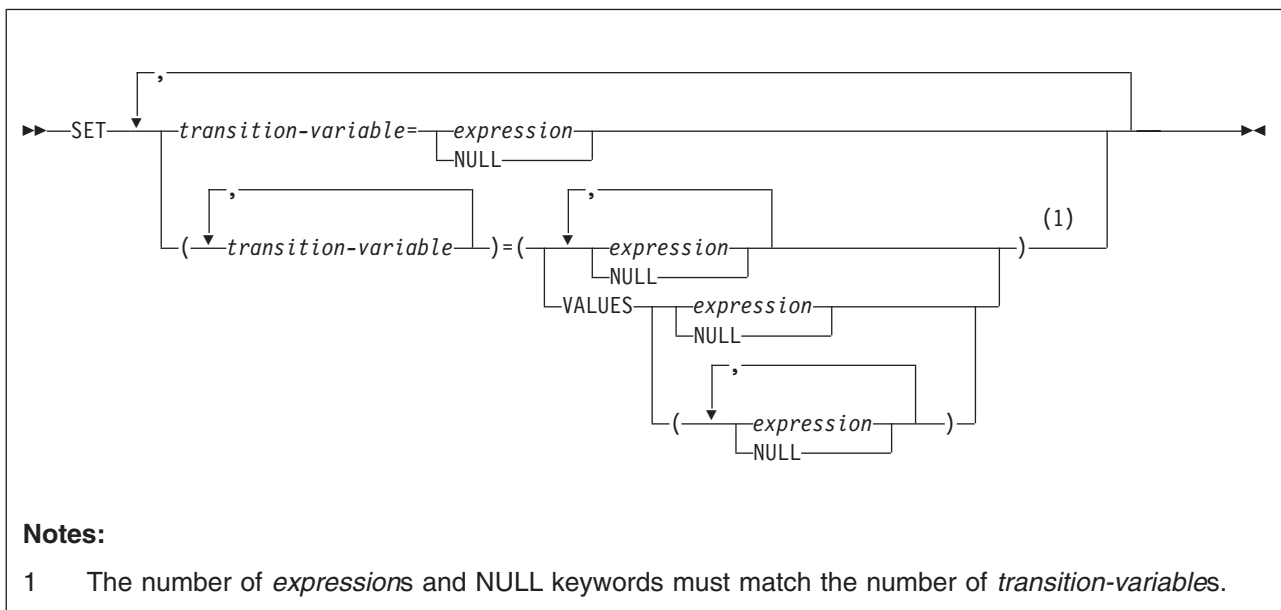 ,
SET transition-variable= expression
NULL
, , (1)
( transition-variable )=( expression )
NULL
VALUES expression
NULL
,
( expression )
NULL
Notes:
1 The number of expressions and NULL keywords must match the number of transition-variables.